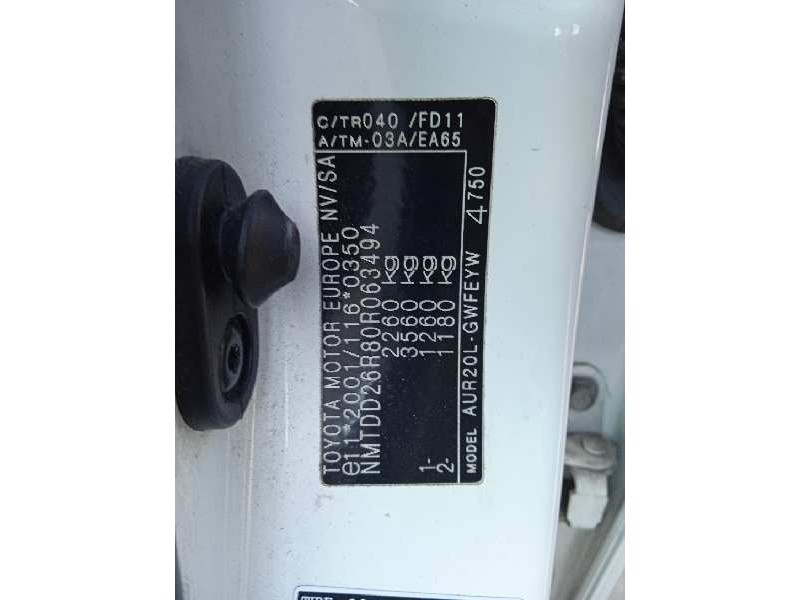 C/TR040 /FD11
A/TM-03A/EA65
TOYOTA MOTOR EUROPE NV/SA
e11*2001/116*0350
NMTDD26R80R063494
2260 kg
3560 kg
1- 1260 kg
2- 1180 kg
MODEL AUR20L-GWFEYW 4750